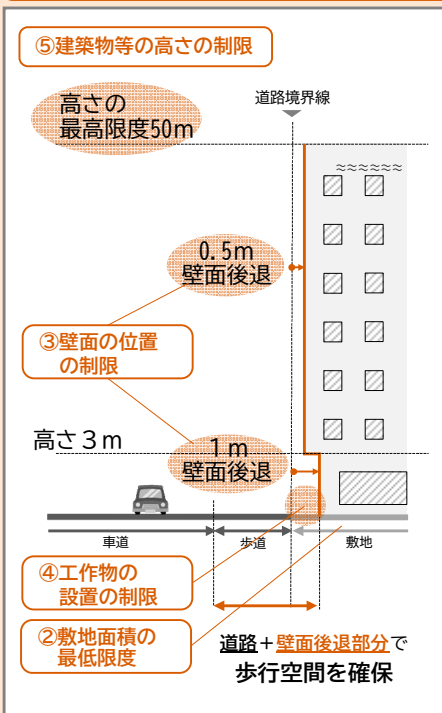 ⑤建築物等の高さの制限
高さの
最高限度50m
道路境界線
0.5m
壁面後退
③壁面の位置
の制限
高さ3m
1m
壁面後退
車道
歩道
敷地
④工作物の
設置の制限
②敷地面積の
最低限度
道路+壁面後退部分で
歩行空間を確保